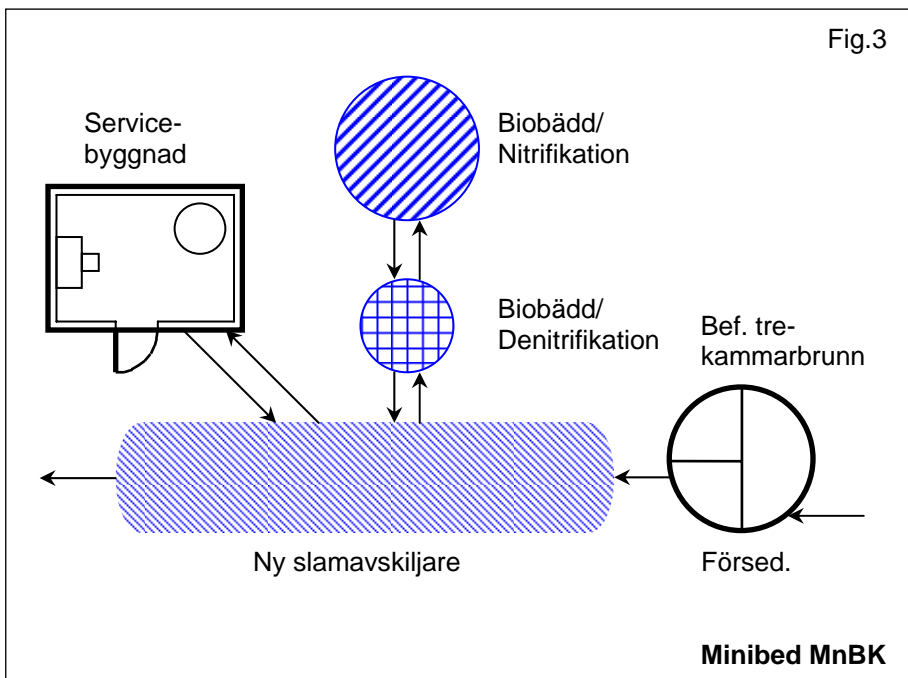 Fig.3
Service-
byggnad
Biobädd/
Nitrifikation
Biobädd/
Denitrifikation
Bef. tre-
kammarbrunn
Ny slamavskiljare
Försed.
Minibed MnBK